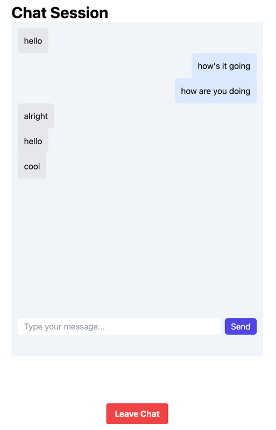 Chat Session
hello
how's it going
how are you doing
alright
hello
cool
Type your message...
Send
Leave Chat